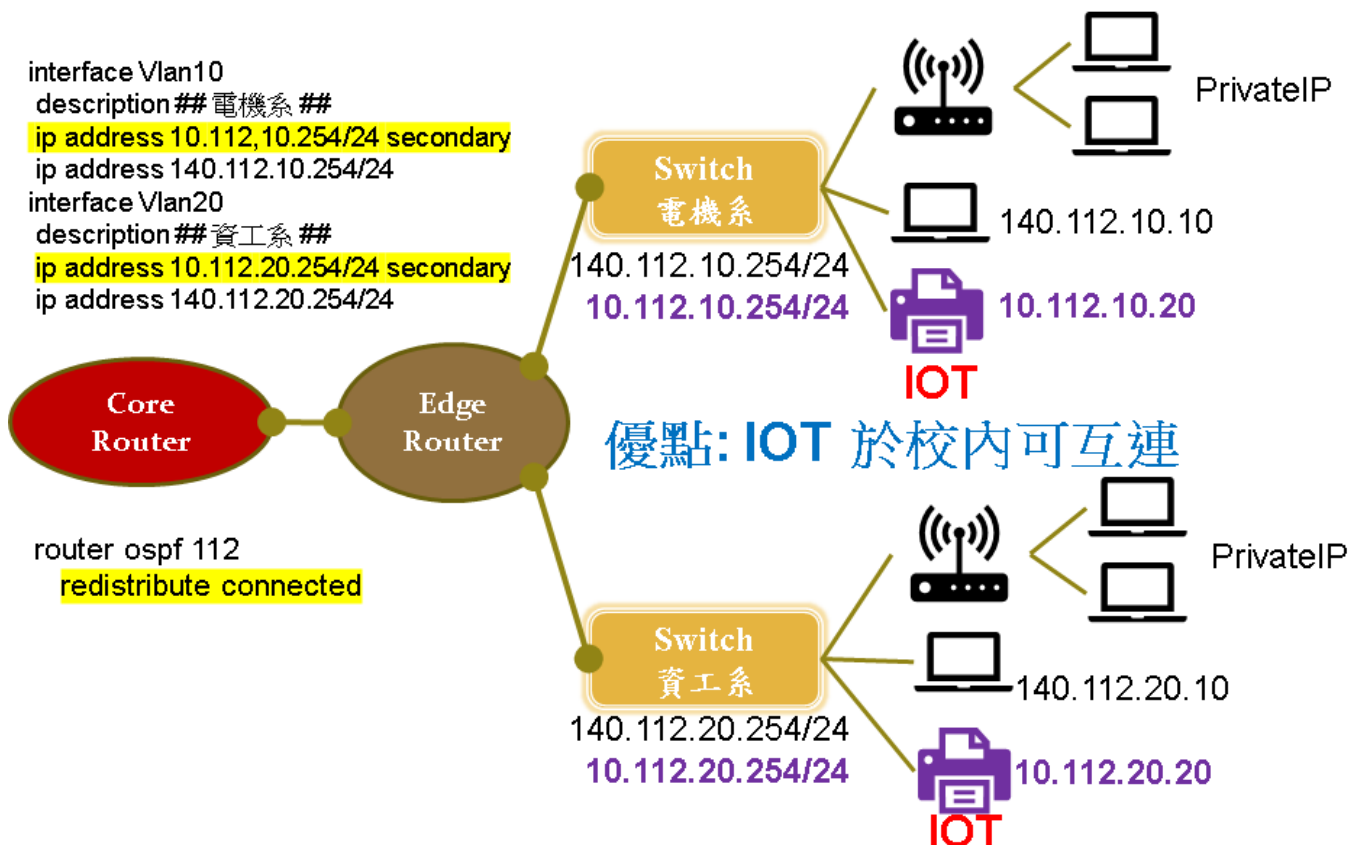 interface Vlan10
description ## 電機系 ##
ip address 10.112,10.254/24 secondary
ip address 140.112.10.254/24
interface Vlan20
description ## 資工系 ##
ip address 10.112.20.254/24 secondary
ip address 140.112.20.254/24
Core
Router
Edge
Router
router ospf 112
redistribute connected
Switch
電機系
140.112.10.254/24
10.112.10.254/24
PrivateIP
140.112.10.10
10.112.10.20
IOT
優點: IOT 於校內可互連
Switch
資工系
140.112.20.254/24
10.112.20.254/24
PrivateIP
140.112.20.10
10.112.20.20
IOT